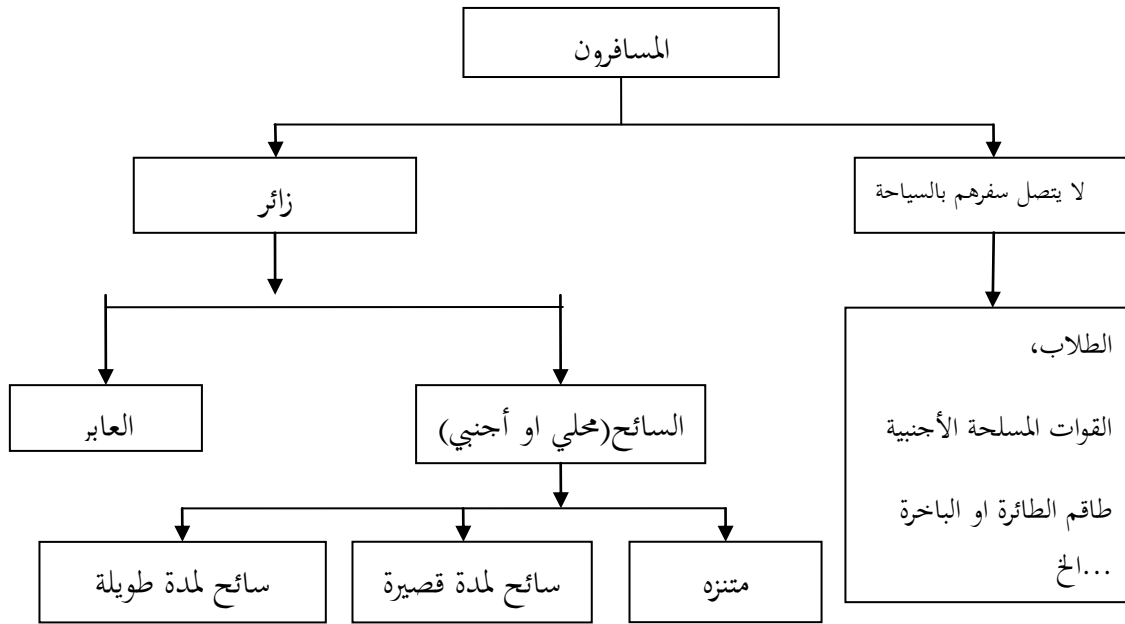 المسافرون
لا يتصل سفرهم بالسياحة
زائر
الطلاب،
القوات المسلحة الأجنبية
طاقم الطائرة او الباخرة
...الخ
السائح(محلي او أجنبي)
العابر
متنزه
سائح لمدة قصيرة
سائح لمدة طويلة